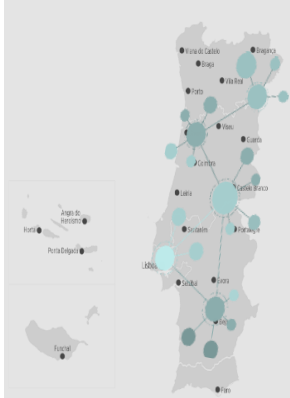 Viana do Castelo
Bragança
Braga
Vila Real
Porto
Viseu
Guarda
Coimbra
Castelo Branco
Leiria
Santarém
Portalegre
Lisboa
Setúbal
Évora
Beja
Faro
Angra do
Heroísmo
Horta
Ponta Delgada
Funchal